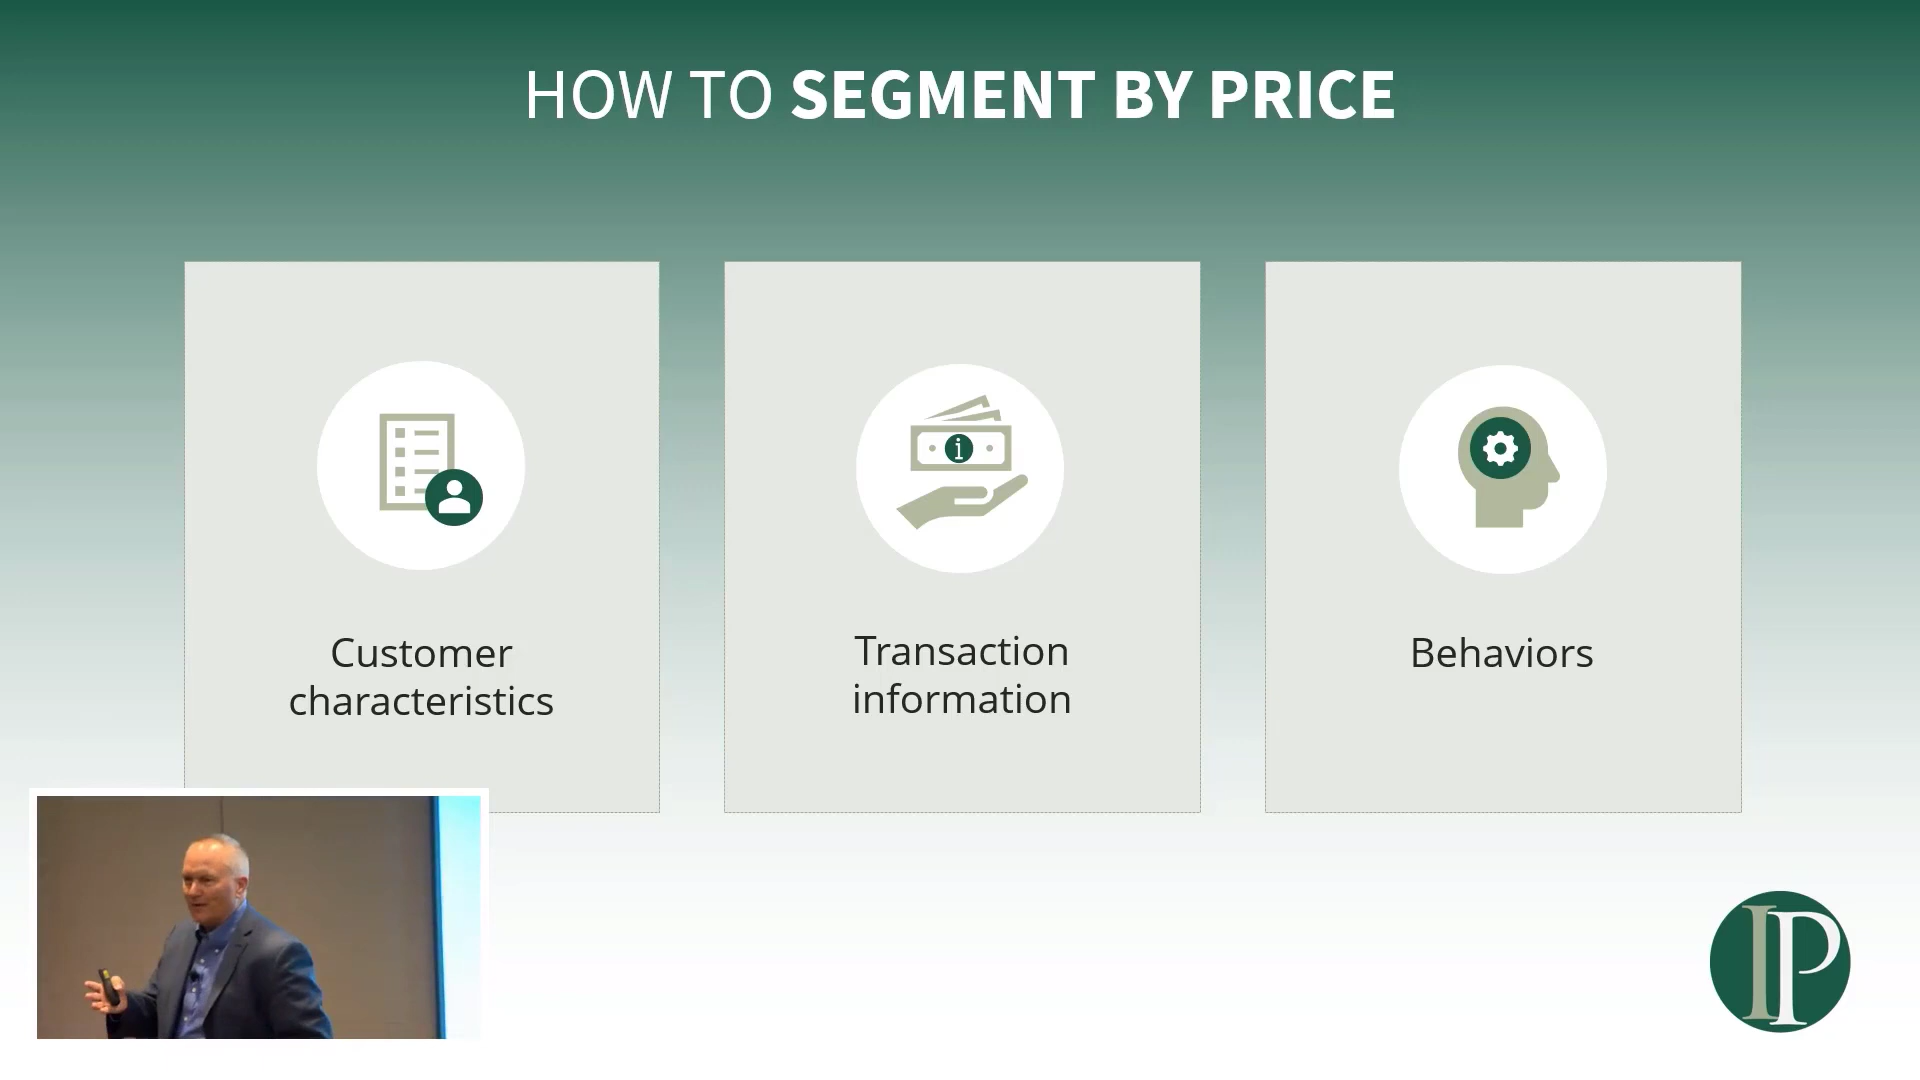 HOW TO SEGMENT BY PRICE
i
Customer
characteristics
Transaction
information
Behaviors
IP